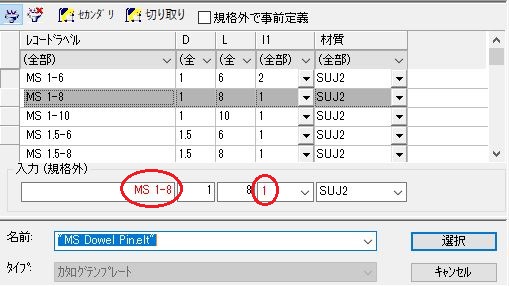 セカンダリ 切り取り 規格外で事前定義
レコードラベル D L l1 材質
(全部) (全 (全 (全部) (全部)
MS 1-6 1 6 2 SUJ2
MS 1-8 1 8 1 SUJ2
MS 1-10 1 10 1 SUJ2
MS 1.5-6 1.5 6 1 SUJ2
MS 1.5-8 1.5 8 1 SUJ2
入力 (規格外)
MS 1-8 1 8 1 SUJ2
名前: "MS Dowel Pin.elt" 選択
タイプ: カタログテンプレート キャンセル